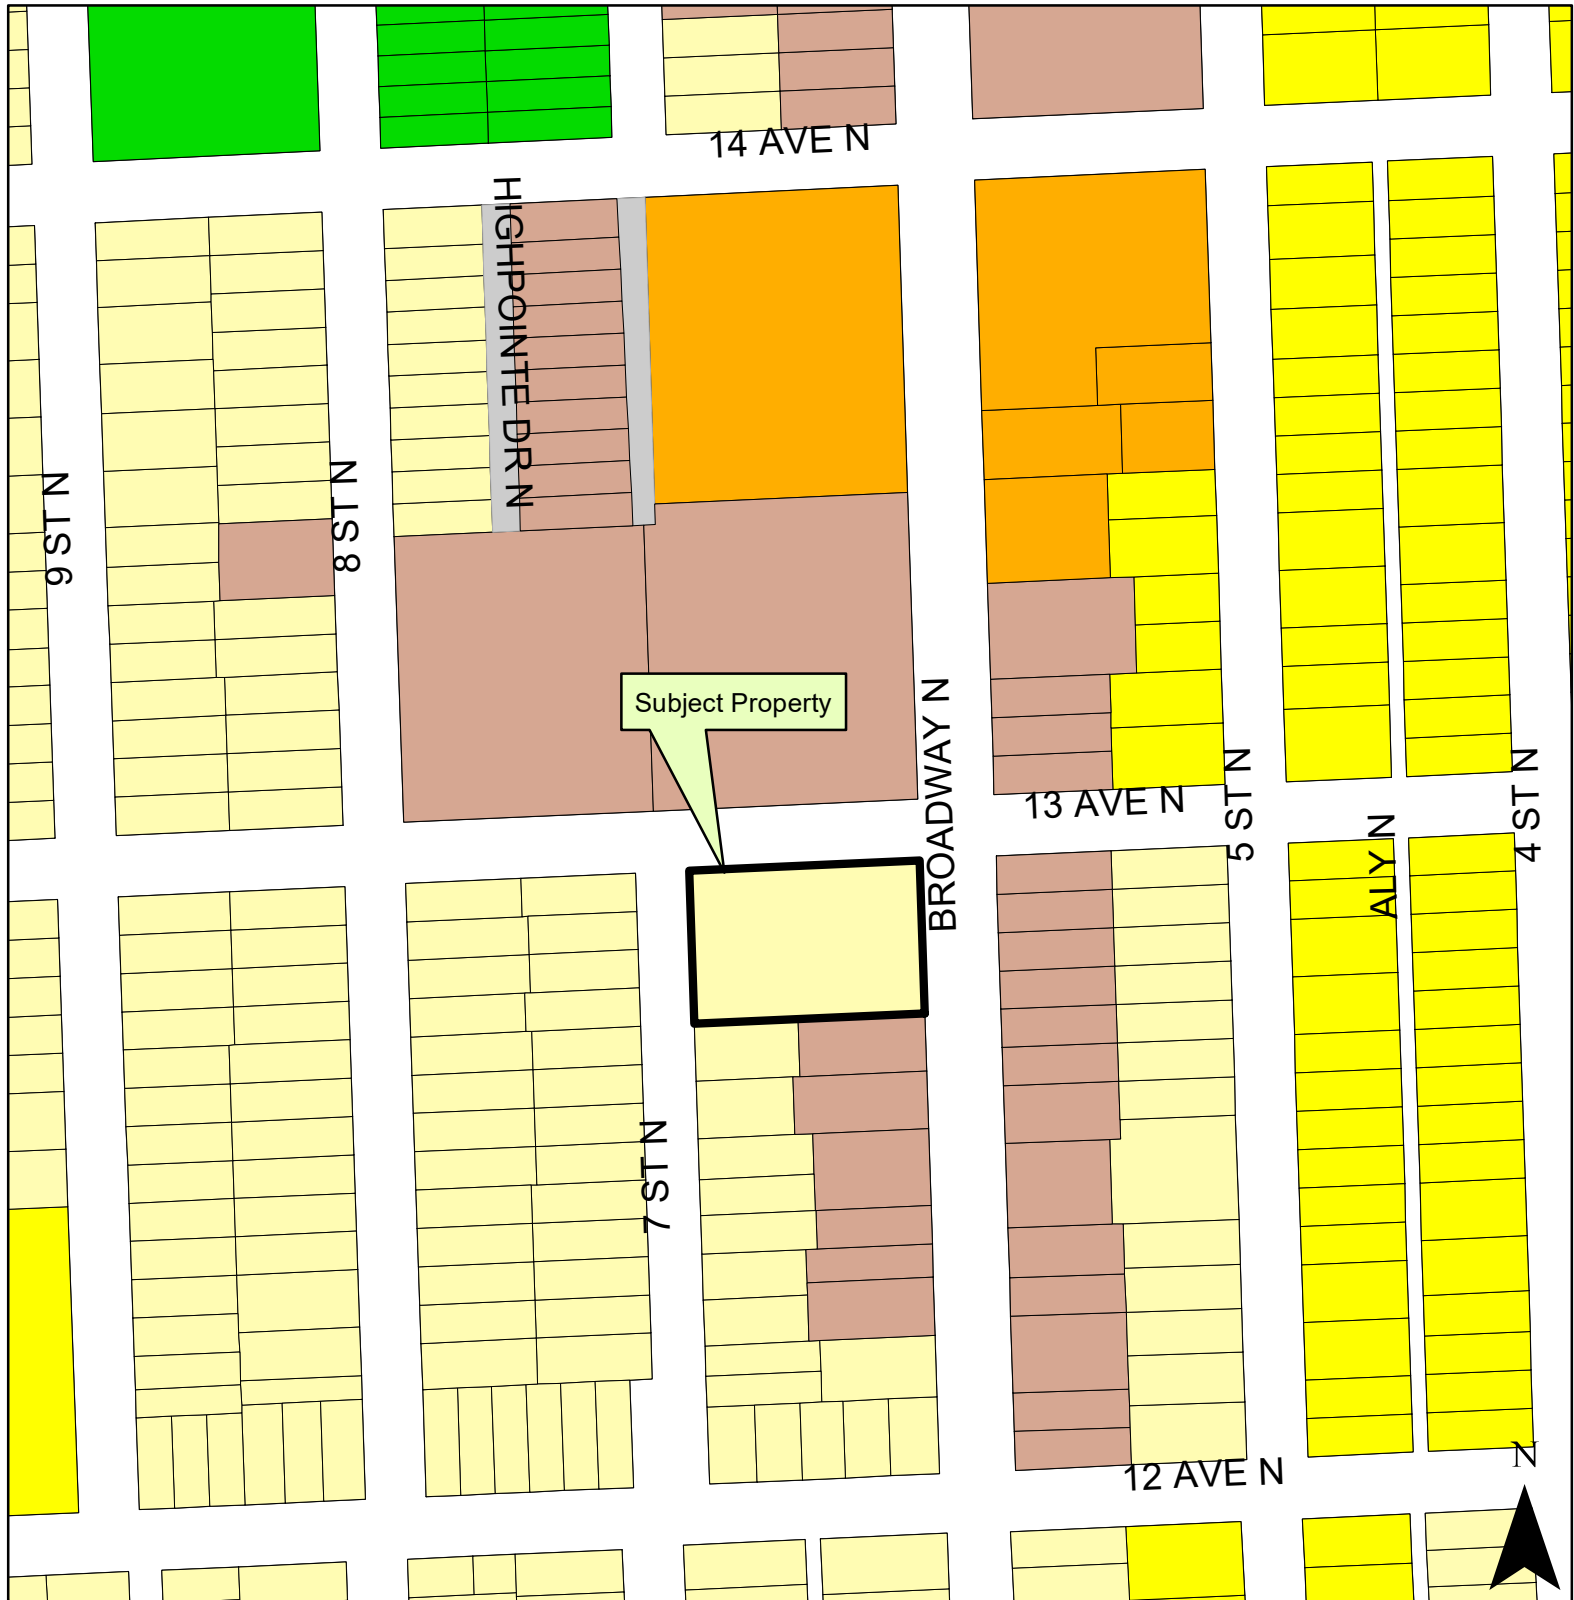 14 AVE N
HIGHPOINTE DR N
9 ST N
8 ST N
Subject Property
BROADWAY N
13 AVE N
5 ST N
4 ST N
ALY N
7 ST N
12 AVE N
N